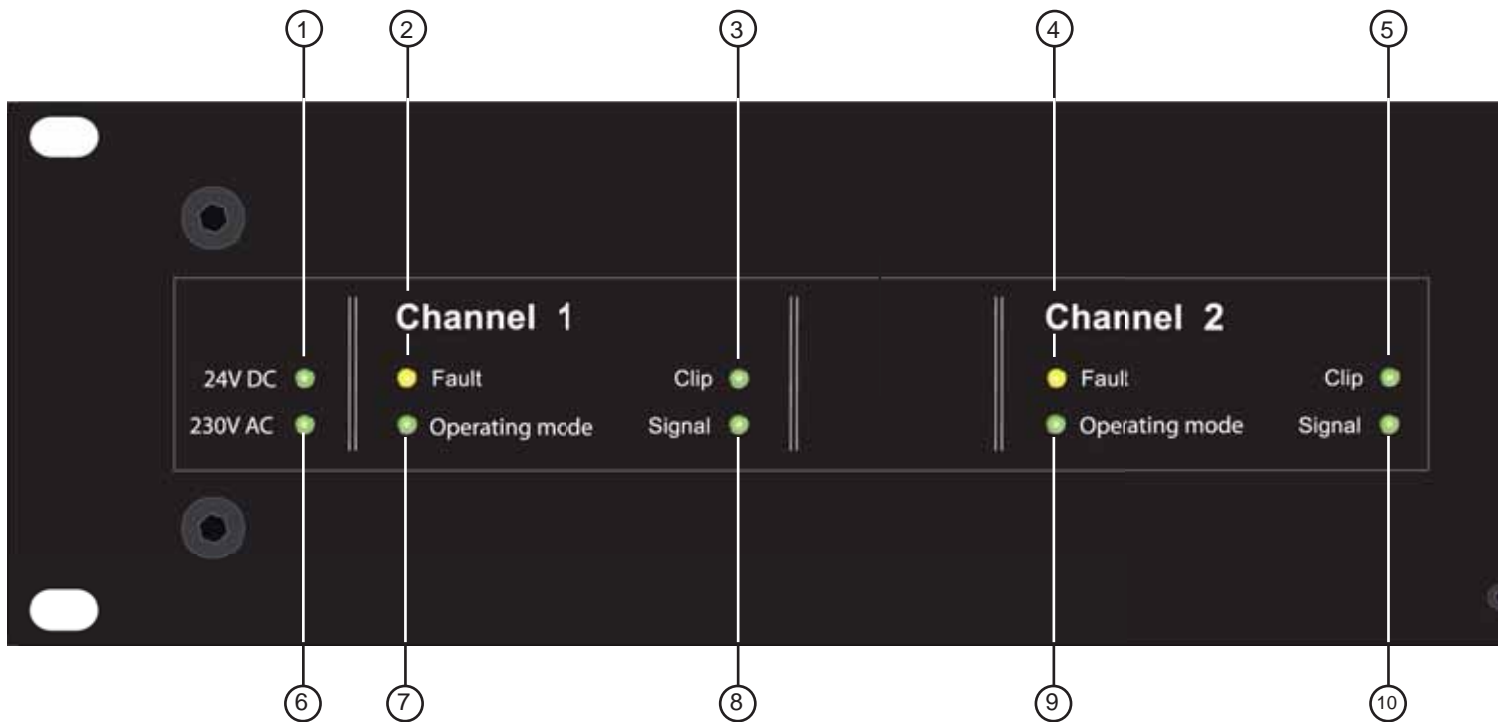 1 2 3 4 5
Channel 1 Channel 2
24V DC Fault Clip Fault Clip
230V AC Operating mode Signal Operating mode Signal
6 7 8 9 10